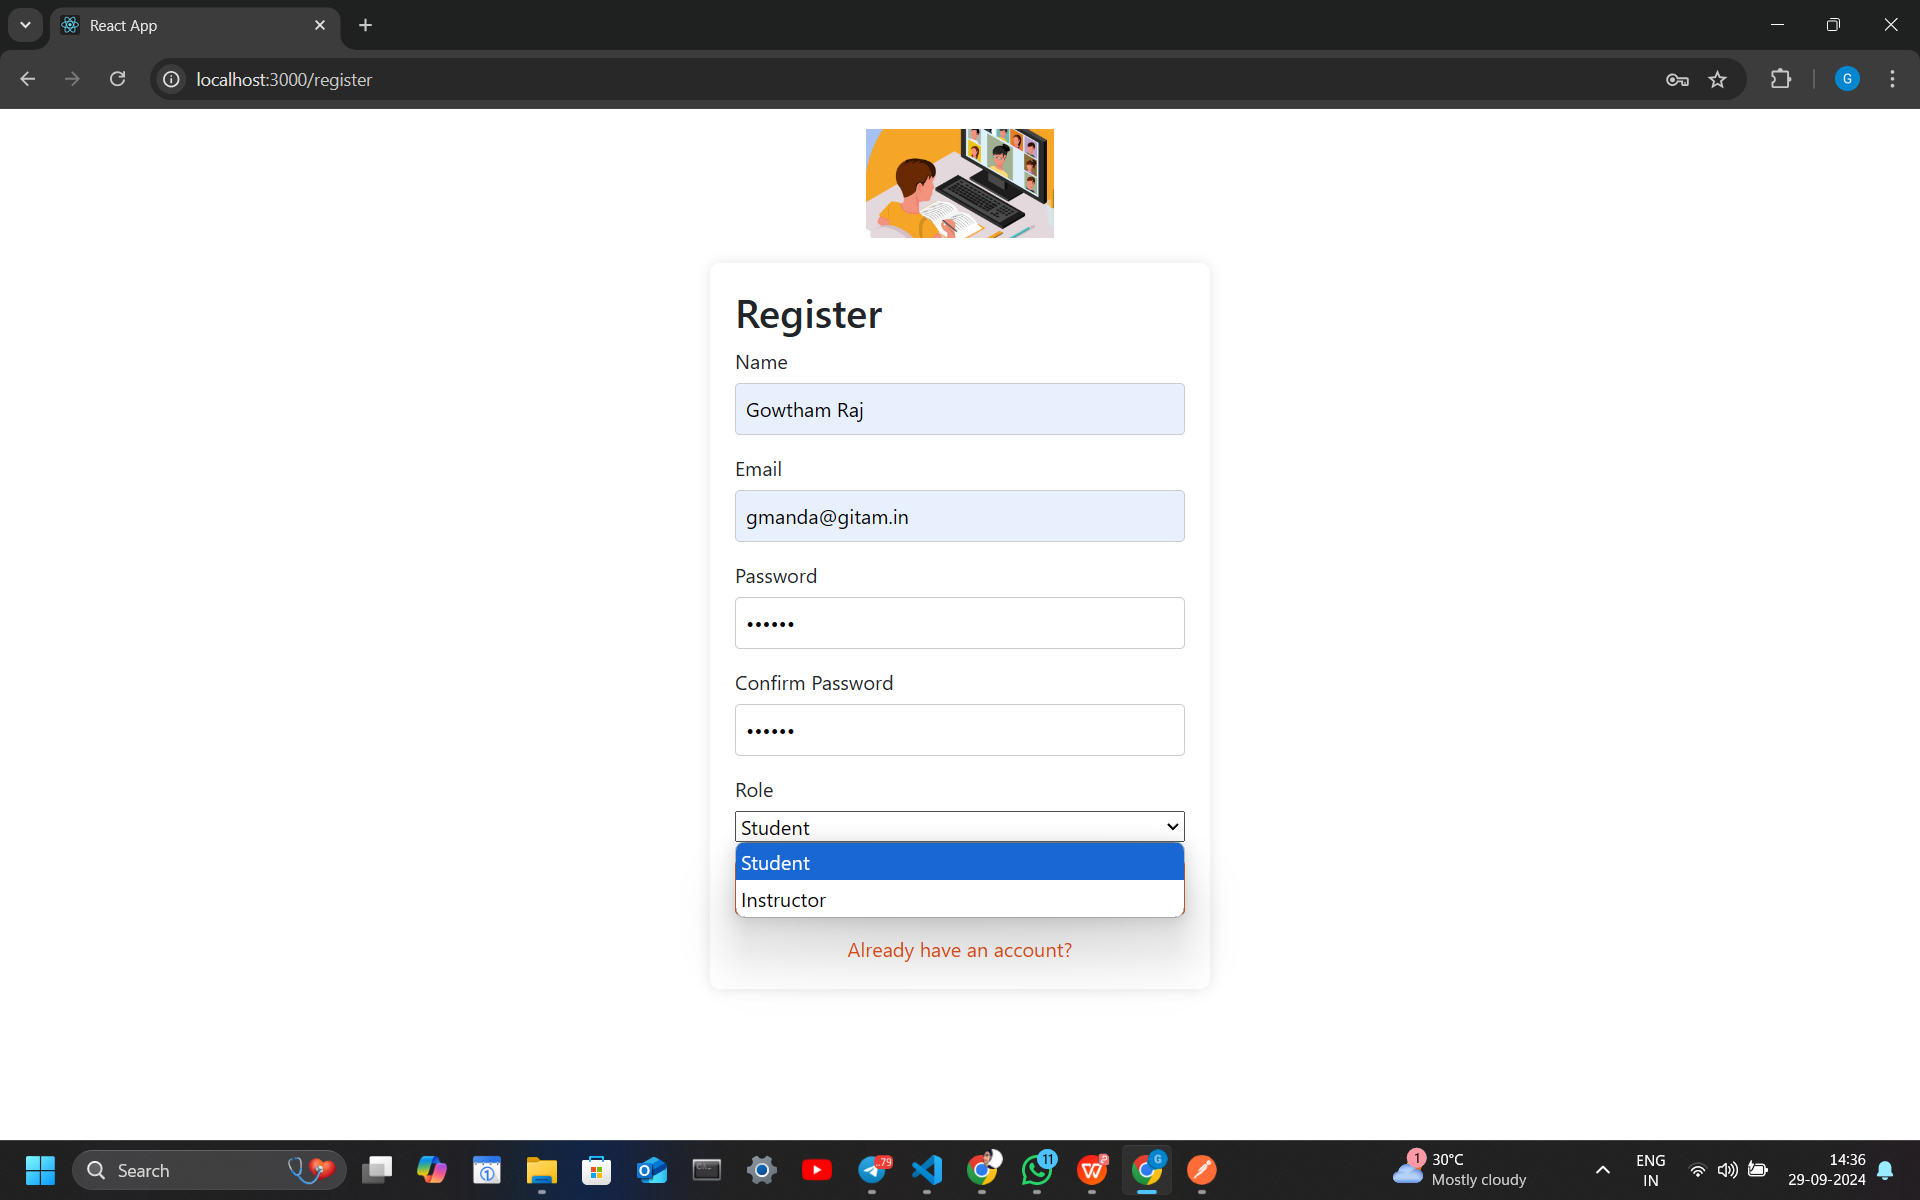 React App
localhost:3000/register
G
Register
Name
Gowtham Raj
Email
gmanda@gitam.in
Password
••••••
Confirm Password
••••••
Role
Student
Student
Instructor
Already have an account?
Search
1
79
11
G
1
30°C
Mostly cloudy
ENG
IN
14:36
29-09-2024